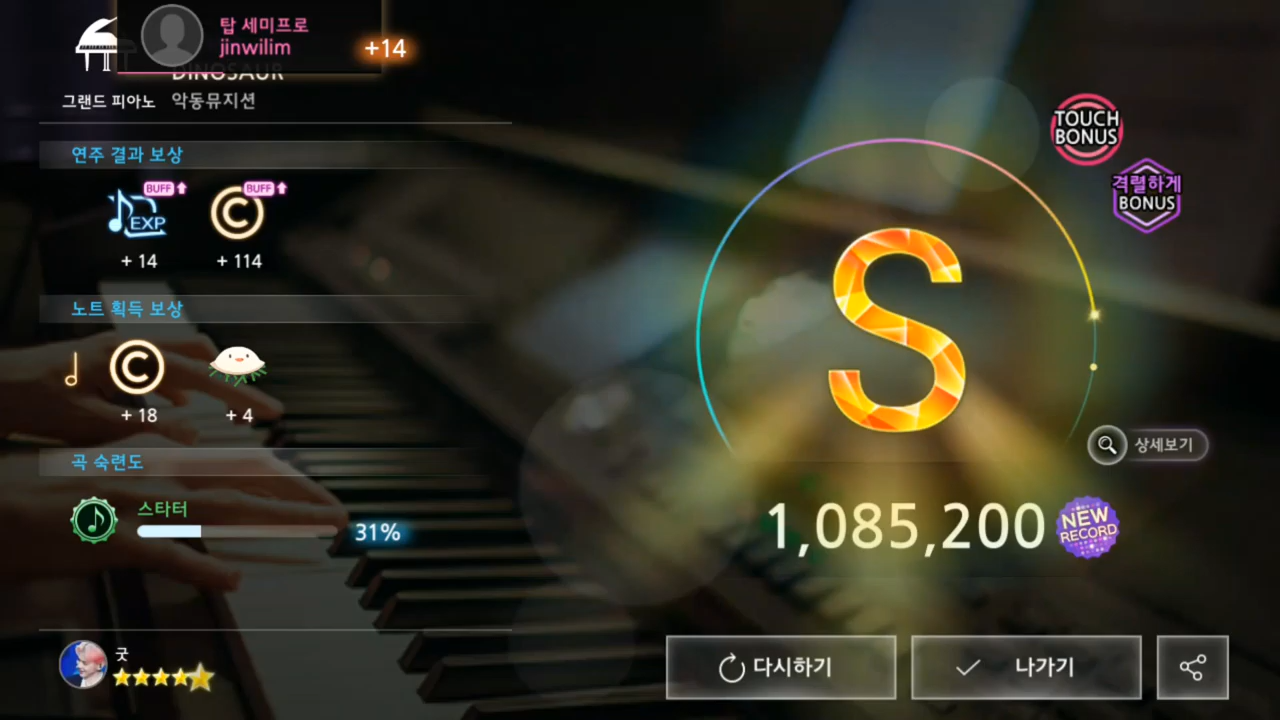 탑 세미프로
jinwilim
+14
DINOSAUR
그랜드 피아노
악동뮤지션
연주 결과 보상
BUFF
EXP
+ 14
BUFF
C
+ 114
노트 획득 보상
C
+ 18
+ 4
곡 숙련도
스타터
31%
굿
TOUCH
BONUS
격렬하게
BONUS
S
상세보기
1,085,200
NEW
RECORD
다시하기
나가기